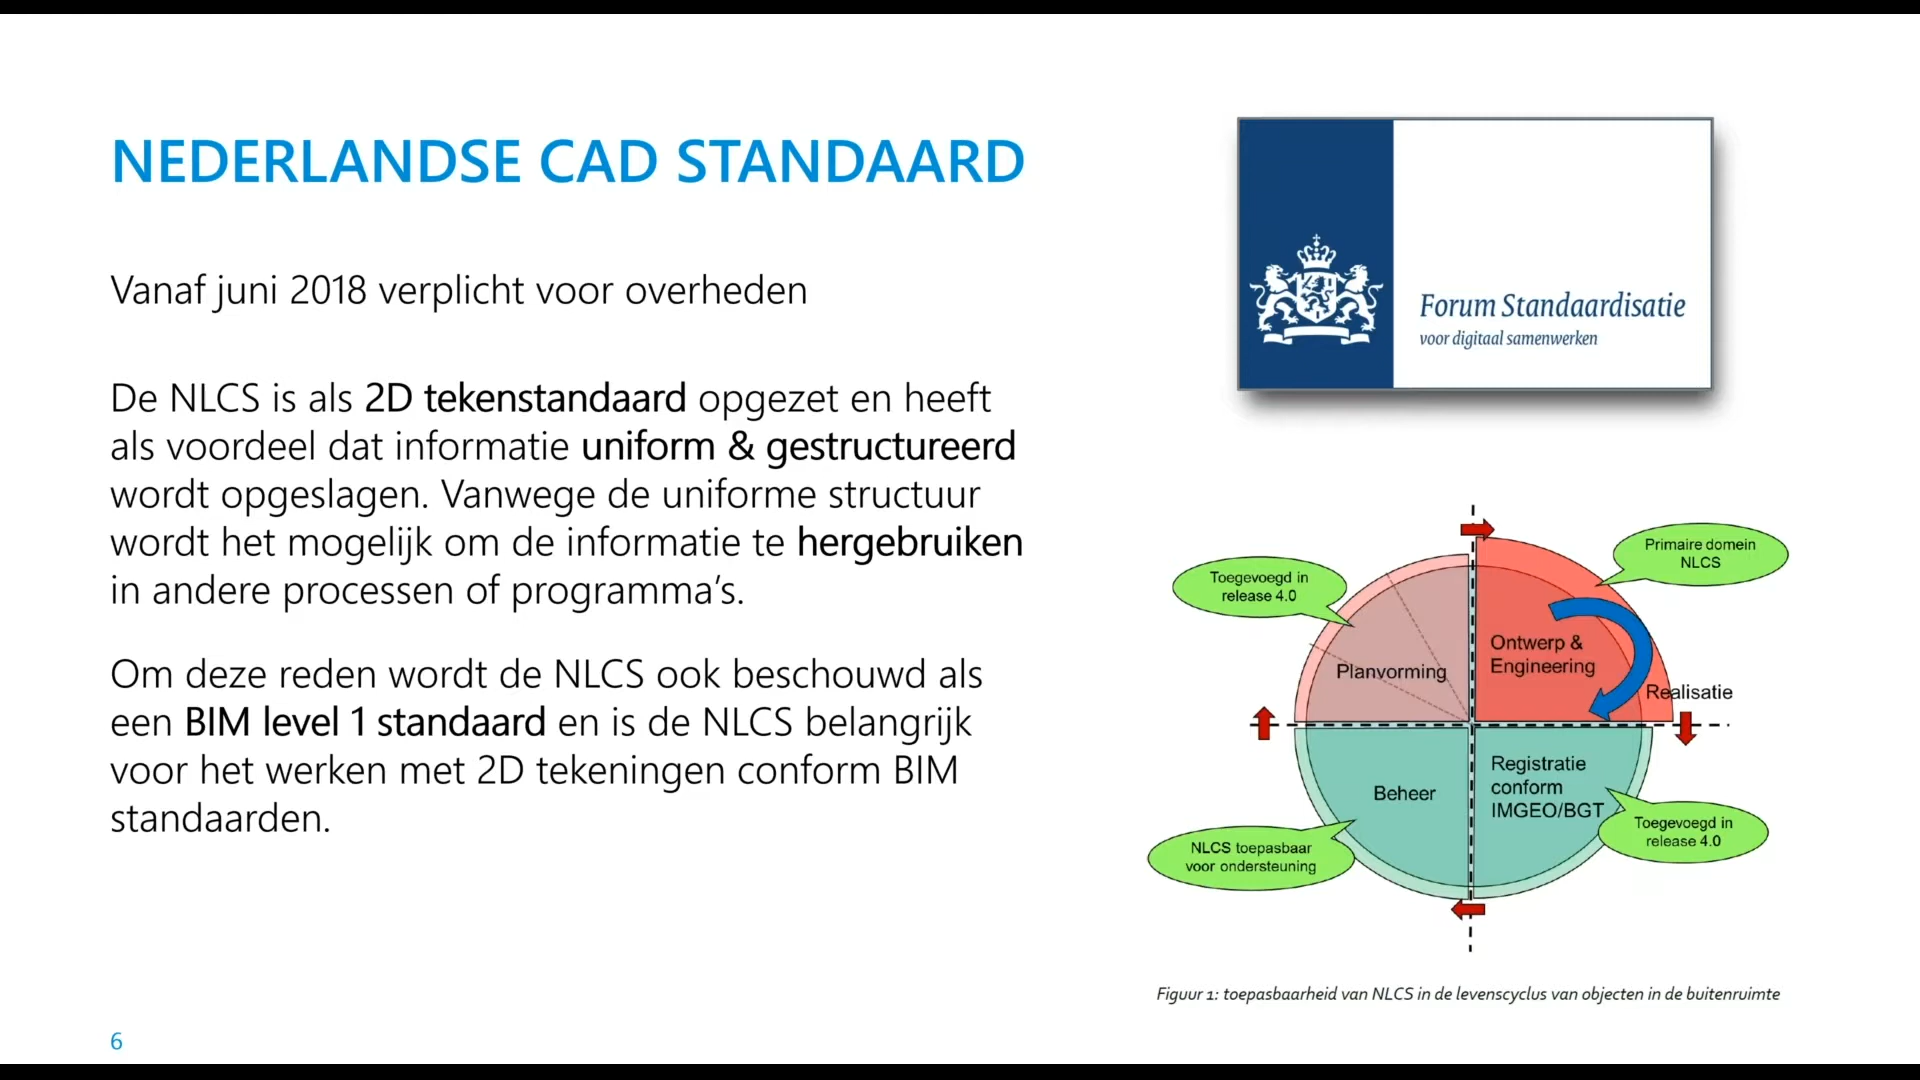 NEDERLANDSE CAD STANDAARD
Vanaf juni 2018 verplicht voor overheden
De NLCS is als 2D tekenstandaard opgezet en heeft
als voordeel dat informatie uniform & gestructureerd
wordt opgeslagen. Vanwege de uniforme structuur
wordt het mogelijk om de informatie te hergebruiken
in andere processen of programma's.
Om deze reden wordt de NLCS ook beschouwd als
een BIM level 1 standaard en is de NLCS belangrijk
voor het werken met 2D tekeningen conform BIM
standaarden.
6
Forum Standaardisatie
voor digitaal samenwerken
Toegevoegd in
release 4.0
Primaire domein
NLCS
Planvorming
Ontwerp &
Engineering
Realisatie
Beheer
Registratie
conform
IMGEO/BGT
NLCS toepasbaar
voor ondersteuning
Toegevoegd in
release 4.0
Figuur 1: toepasbaarheid van NLCS in de levenscyclus van objecten in de buitenruimte